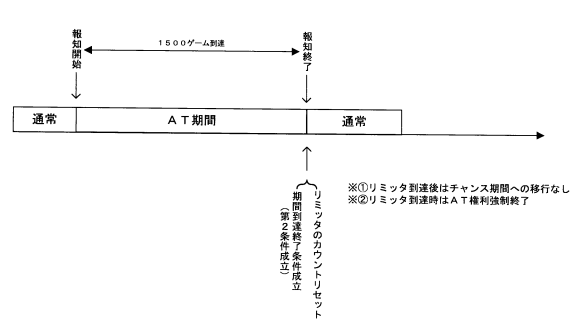 報知開始
１５００ゲーム到達
報知終了
通常
ＡＴ期間
通常
※①リミッタ到達後はチャンス期間への移行なし
※②リミッタ到達時はＡＴ権利強制終了
リミッタのカウントリセット
期間到達終了条件成立
（第２条件成立）